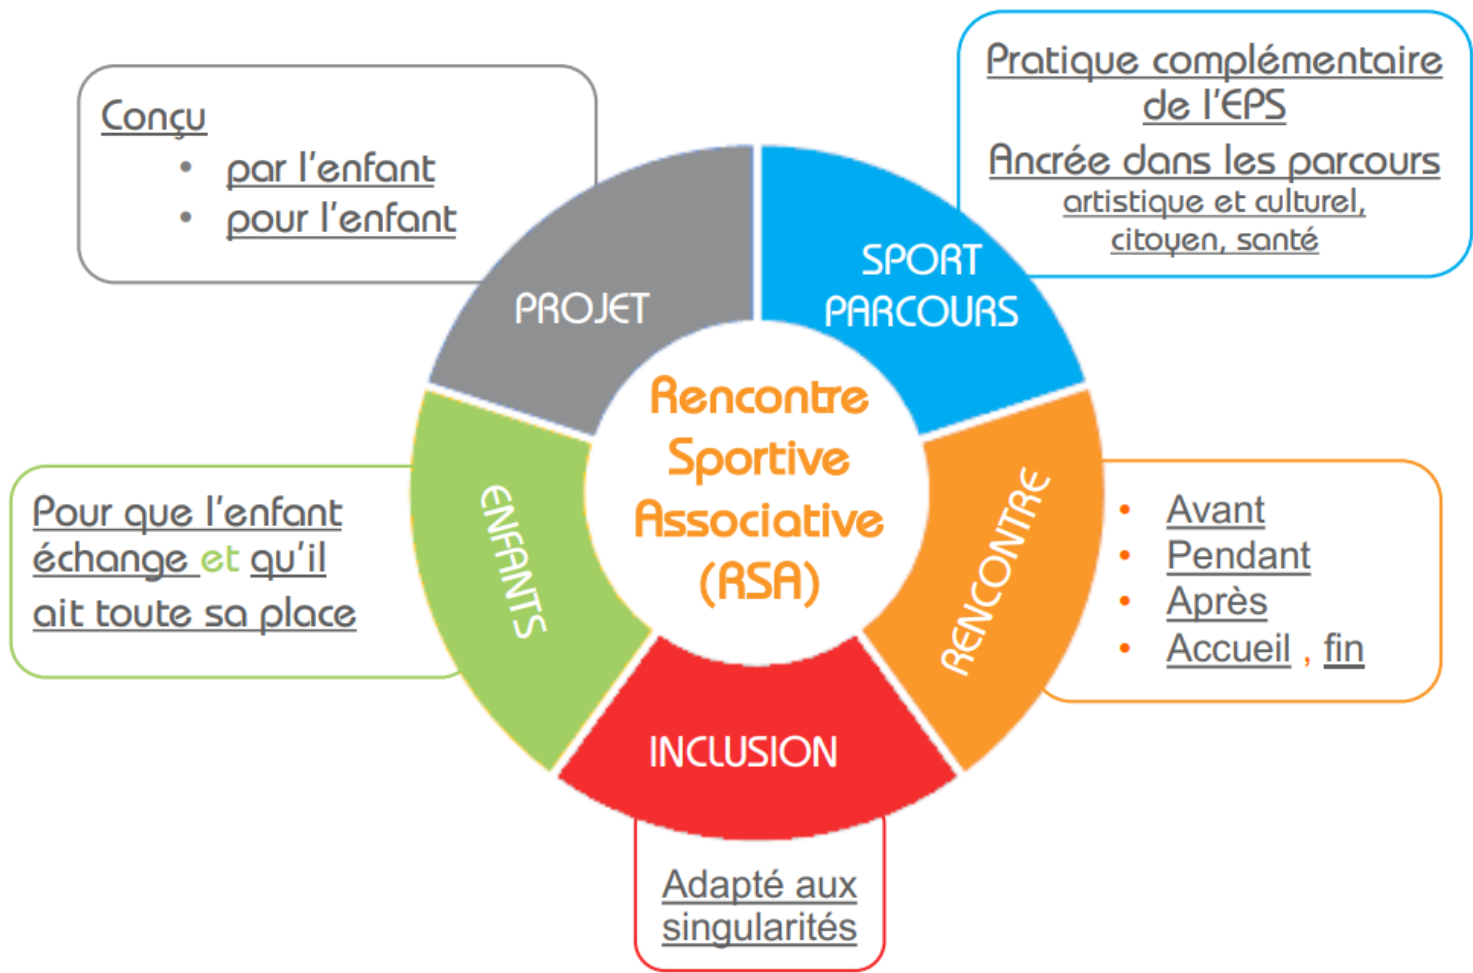 Conçu
• par l'enfant
• pour l'enfant
Pratique complémentaire
de l'EPS
Ancrée dans les parcours
artistique et culturel,
citoyen, santé
PROJET
SPORT
PARCOURS
Rencontre
Sportive
Associative
(RSA)
ENFANTS
RENCONTRE
INCLUSION
Pour que l'enfant
échange et qu'il
ait toute sa place
• Avant
• Pendant
• Après
• Accueil , fin
Adapté aux
singularités